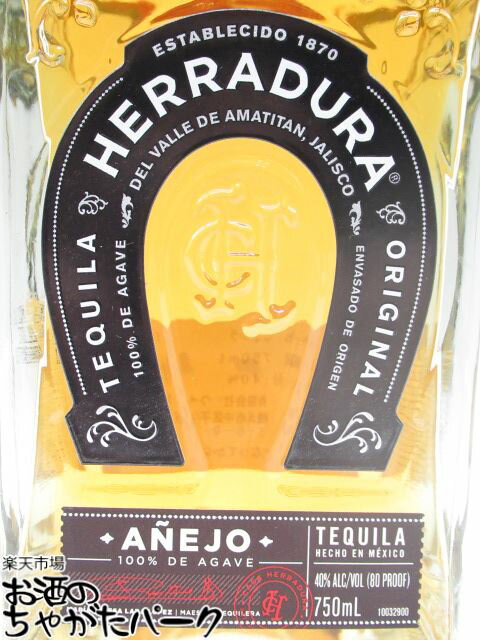 ESTABLECIDO 1870
TEQUILA HERRADURA® ORIGINAL
100% DE AGAVE DEL VALLE DE AMATITAN, JALISCO ENVASADO DE ORIGEN
AÑEJO
100% DE AGAVE
TEQUILA
HECHO EN MÉXICO
40% ALC/VOL (80 PROOF)
750mL
10032900
CASA HERRADURA
楽天市場
お酒の
ちゃがたパーク